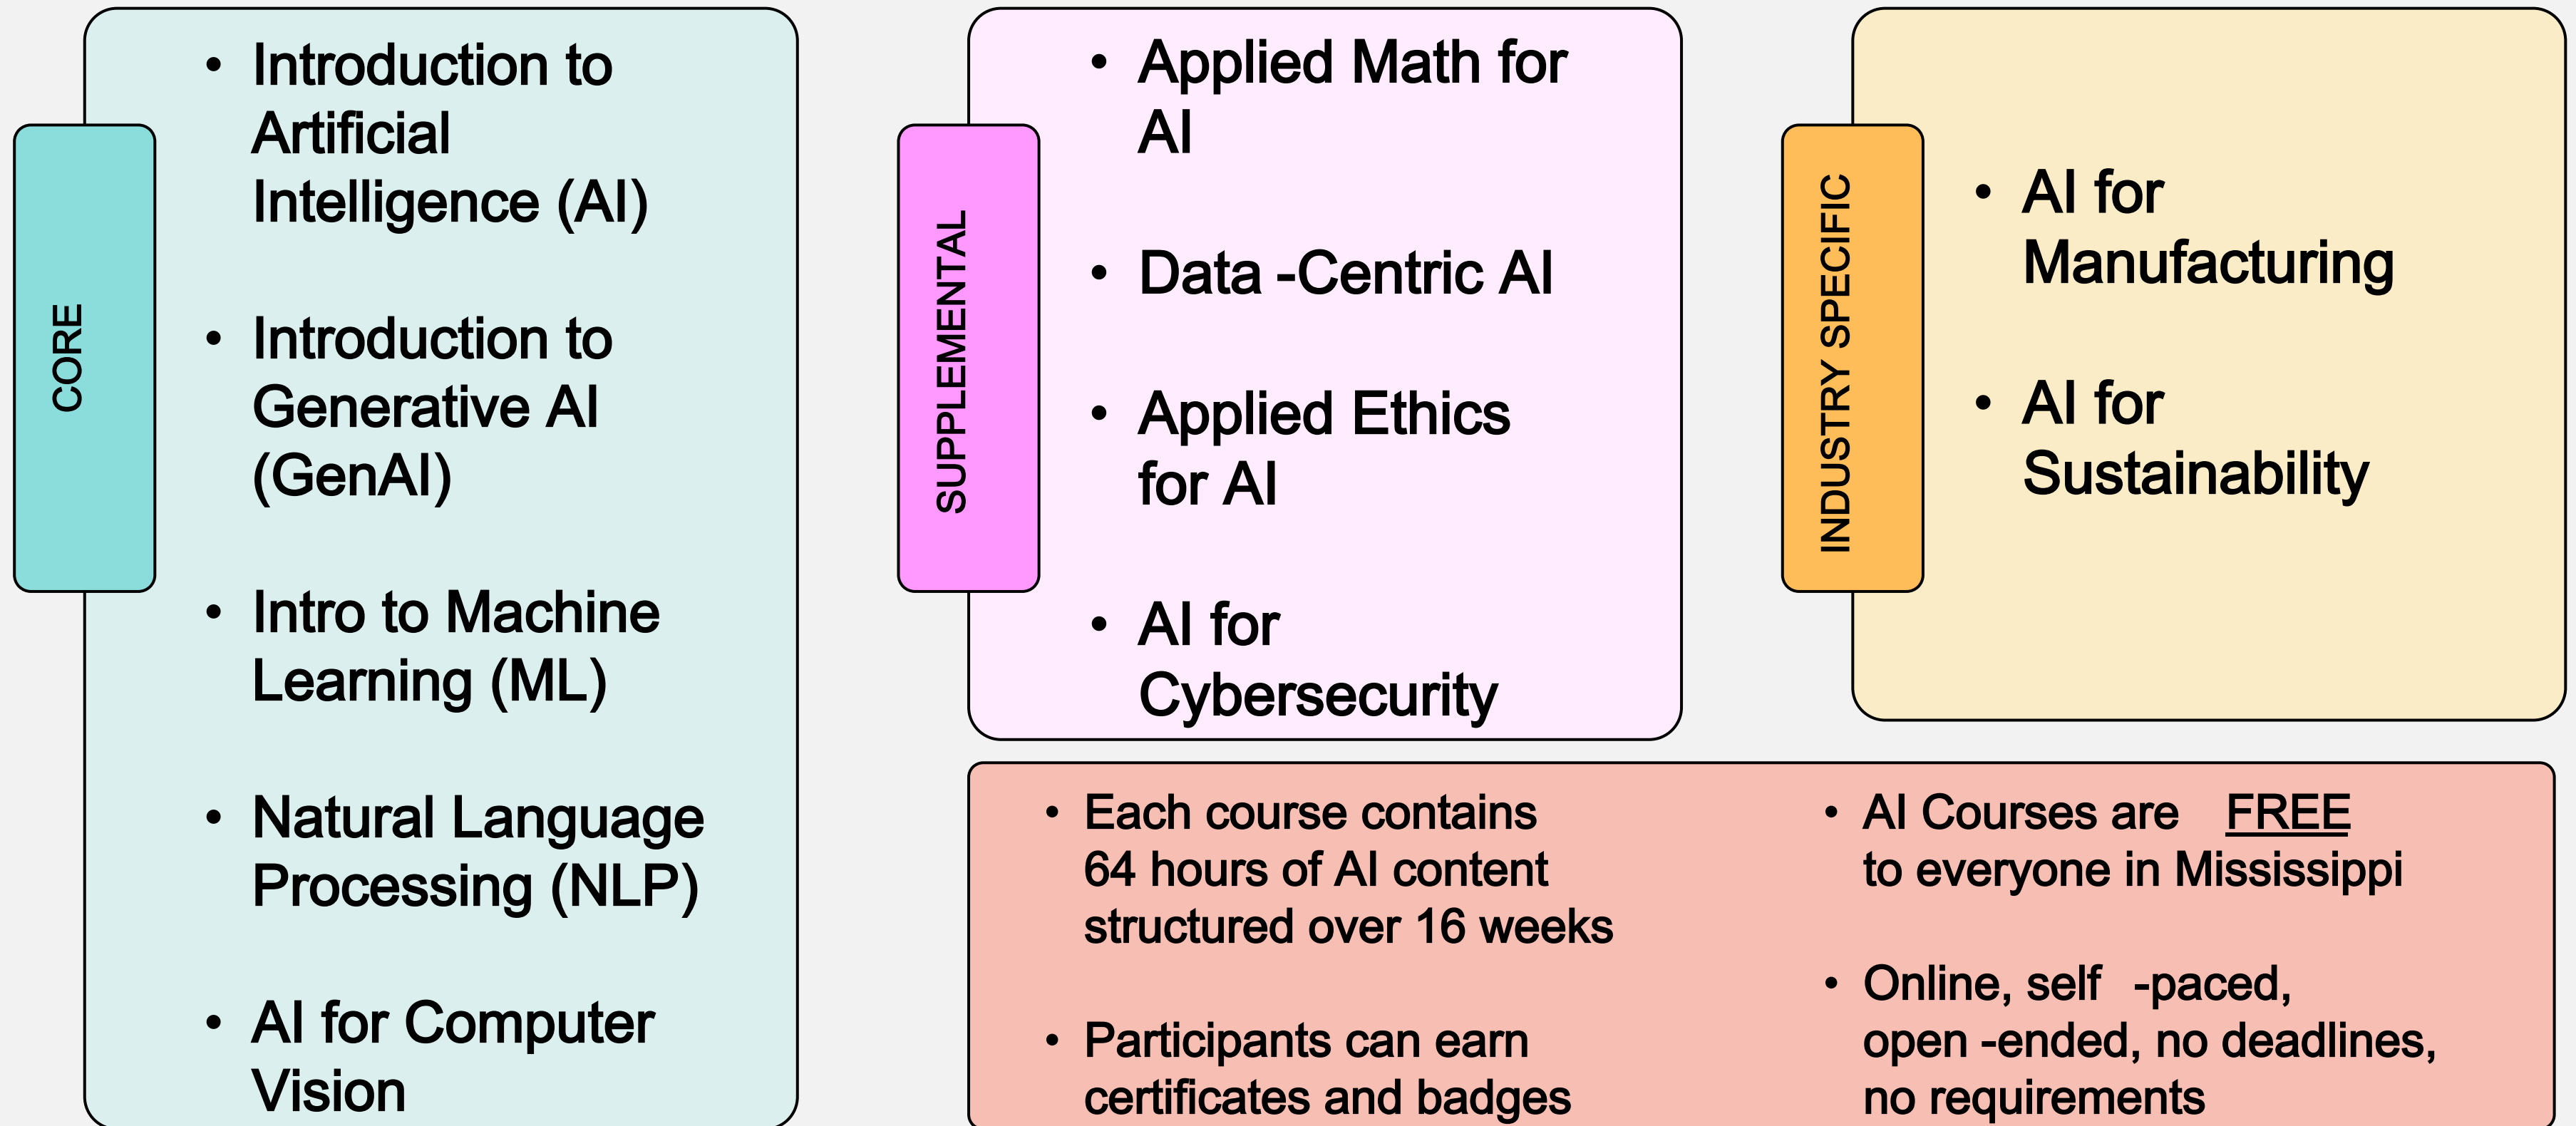 CORE
• Introduction to
Artificial
Intelligence (AI)
• Introduction to
Generative AI
(GenAI)
• Intro to Machine
Learning (ML)
• Natural Language
Processing (NLP)
• AI for Computer
Vision
SUPPLEMENTAL
• Applied Math for
AI
• Data -Centric AI
• Applied Ethics
for AI
• AI for
Cybersecurity
INDUSTRY SPECIFIC
• AI for
Manufacturing
• AI for
Sustainability
• Each course contains
64 hours of AI content
structured over 16 weeks
• Participants can earn
certificates and badges
• AI Courses are FREE
to everyone in Mississippi
• Online, self -paced,
open -ended, no deadlines,
no requirements